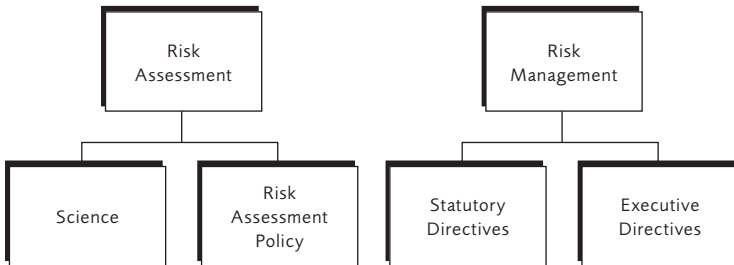 Risk
Assessment
Risk
Management
Science
Risk
Assessment
Policy
Statutory
Directives
Executive
Directives